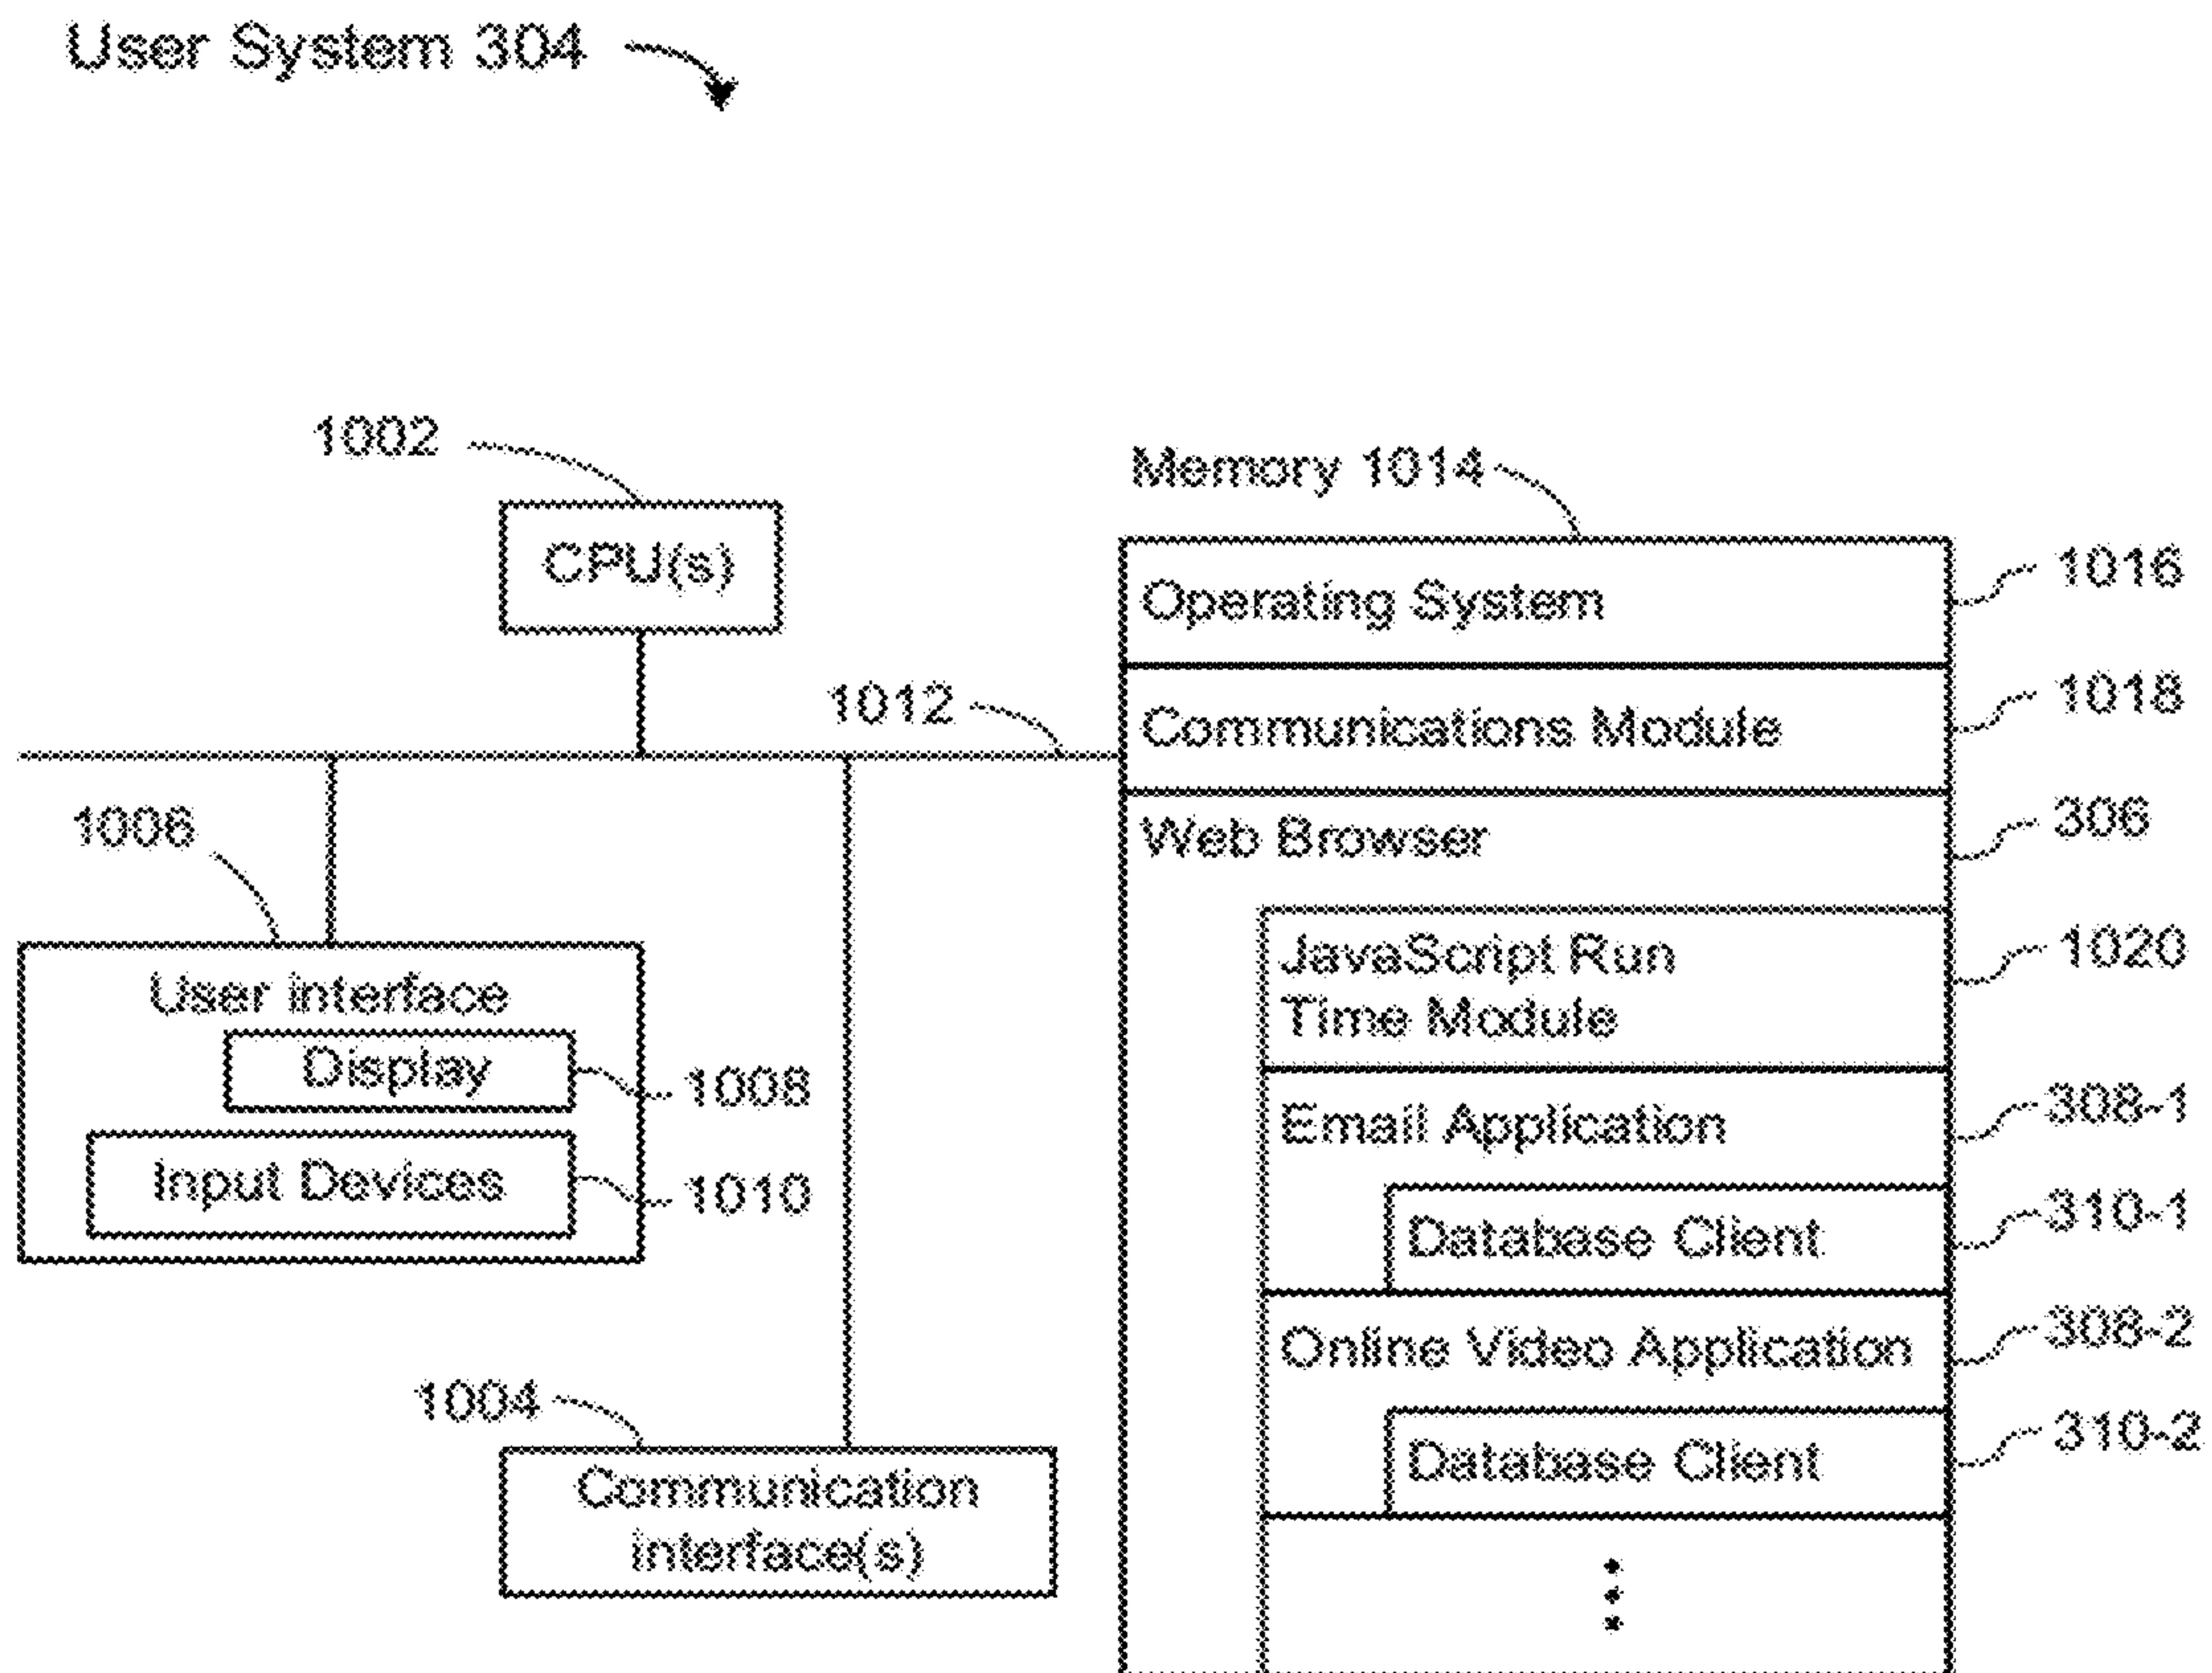 User System 304
1002
CPU(s)
1012
1006
User interface
Display
1008
Input Devices
1010
1004
Communication
interface(s)
Memory 1014
Operating System
1016
Communications Module
1018
Web Browser
306
JavaScript Run
Time Module
1020
Email Application
308-1
Database Client
310-1
Online Video Application
308-2
Database Client
310-2